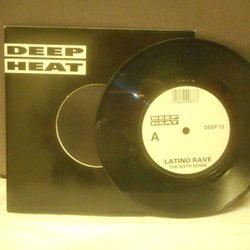 DEEP
HEAT
DEEP
HEAT
A
DEEP 12
LATINO RAVE
THE SIXTH SENSE